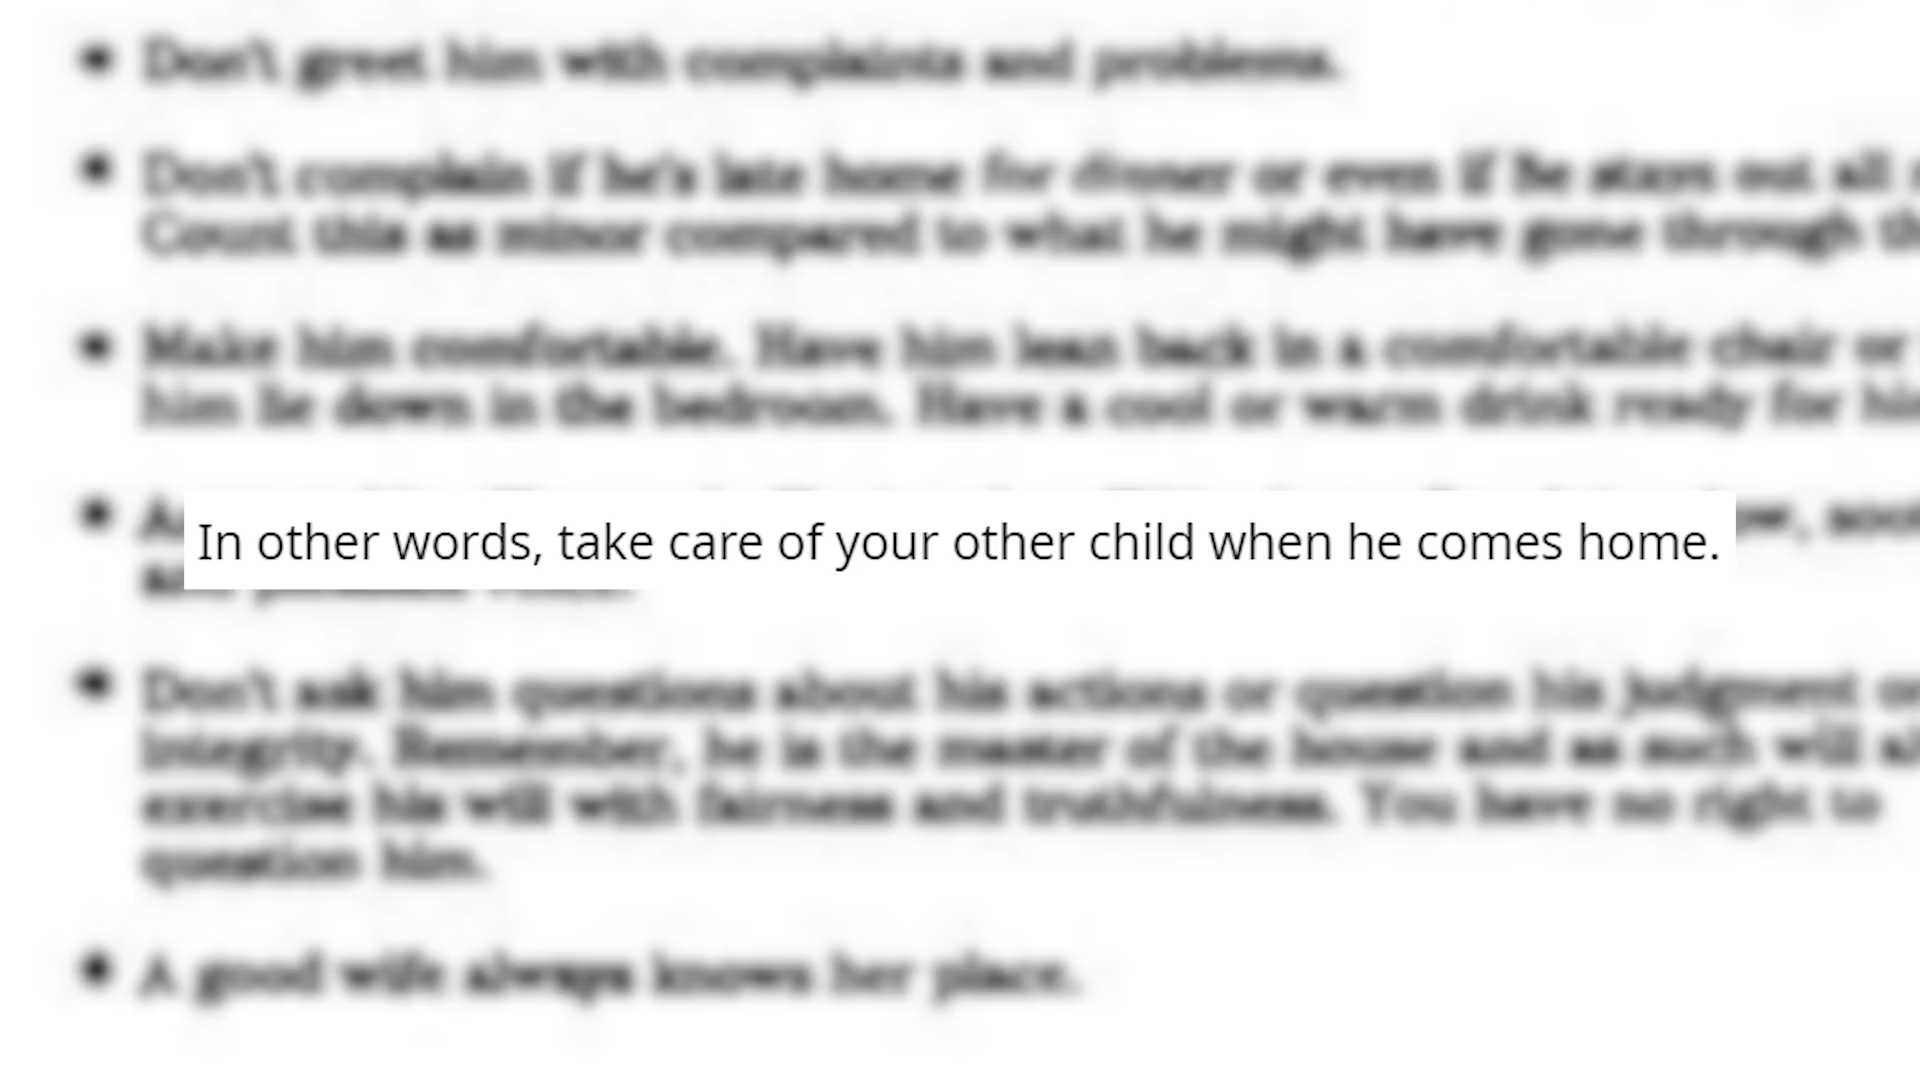 • Don't greet him with complaints and problems.
• Don't complain if he's late home for dinner or even if he stays out all
Count this as minor compared to what he might have gone through
• Make him comfortable. Have him lean back in a comfortable chair or
him lie down in the bedroom. Have a cool or warm drink ready for
•
In other words, take care of your other child when he comes home.
• Don't ask him questions about his actions or question his judgment or
integrity. Remember, he is the master of the house and as such will
exercise his will with fairness and truthfulness. You have no right to
question him.
• A good wife always knows her place.